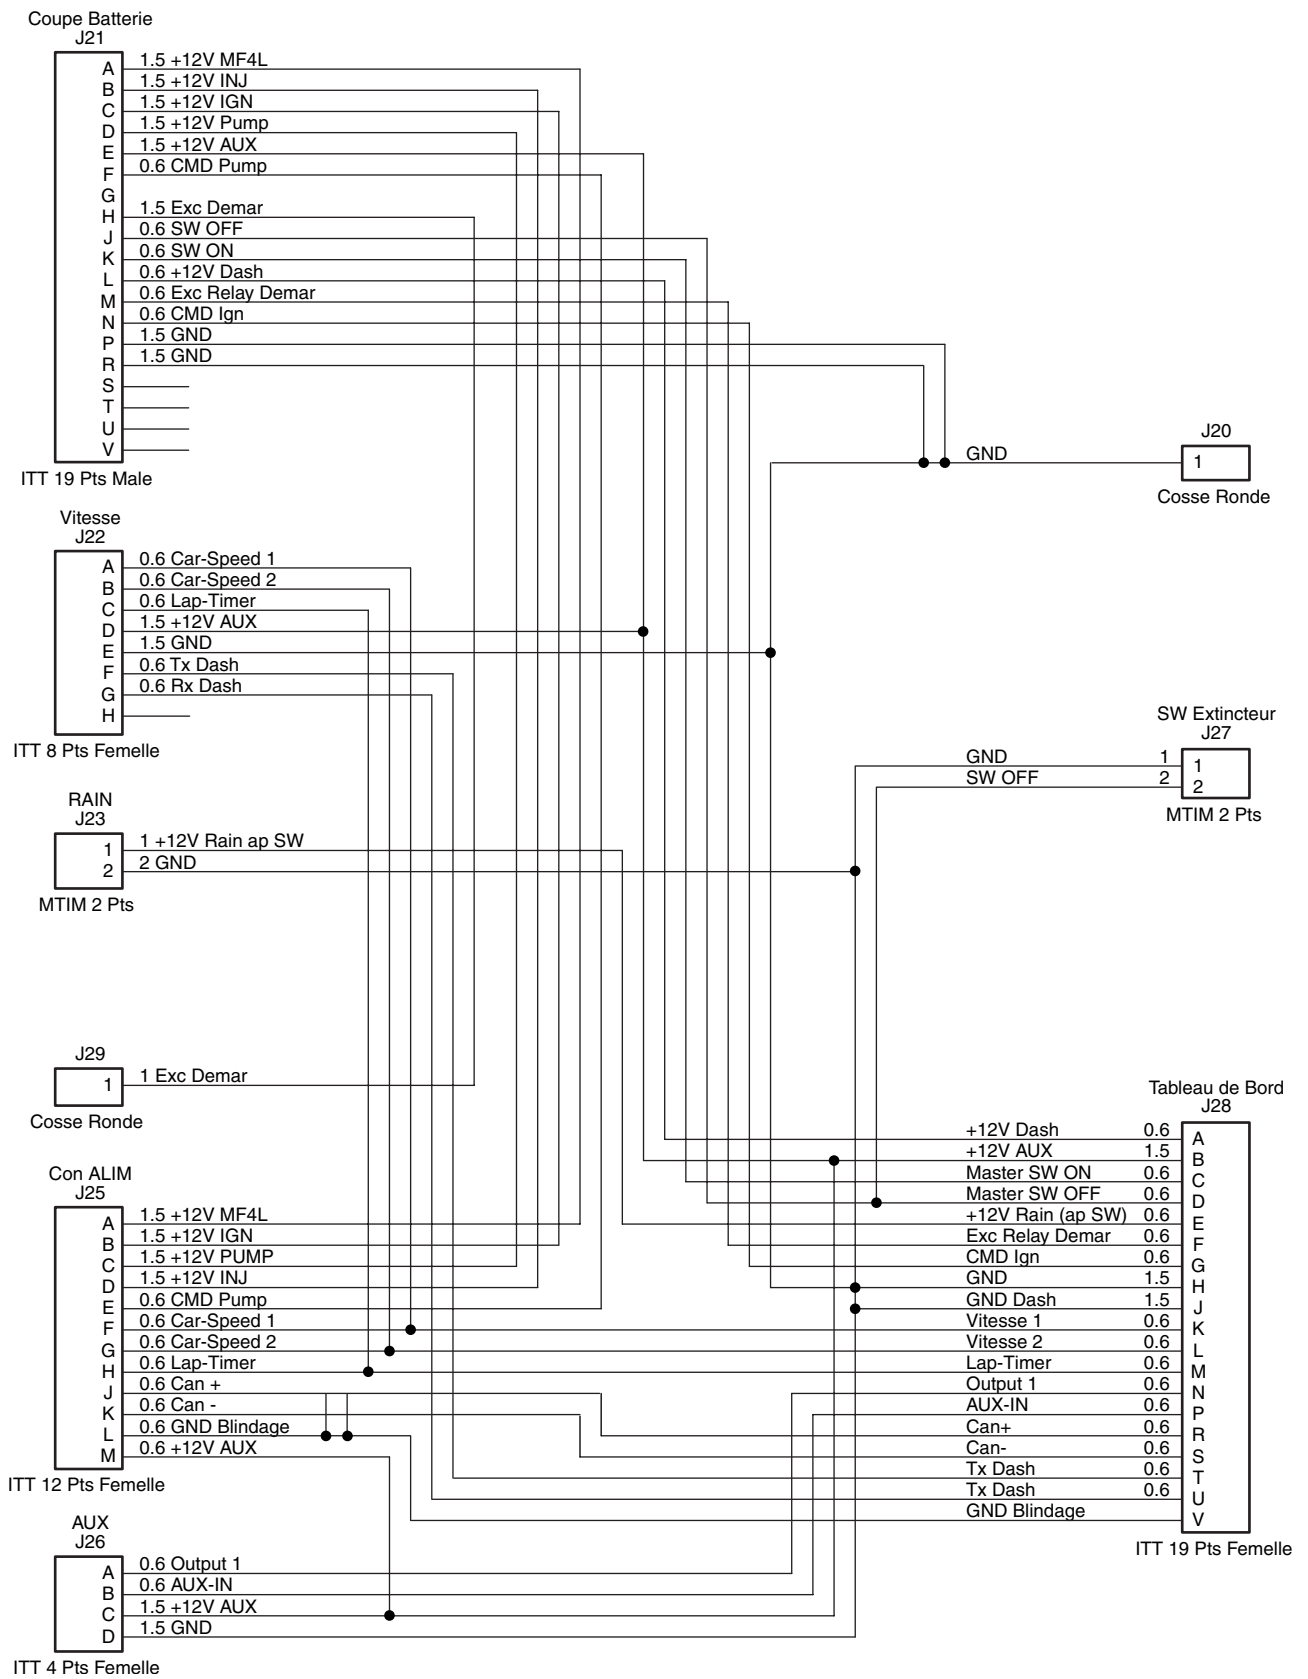 Coupe Batterie
J21
A 1.5 +12V MF4L
B 1.5 +12V INJ
C 1.5 +12V IGN
D 1.5 +12V Pump
E 1.5 +12V AUX
F 0.6 CMD Pump
G
H 1.5 Exc Demar
J 0.6 SW OFF
K 0.6 SW ON
L 0.6 +12V Dash
M 0.6 Exc Relay Demar
N 0.6 CMD Ign
P 1.5 GND
R 1.5 GND
S
T
U
V
ITT 19 Pts Male
J20
GND 1
Cosse Ronde
Vitesse
J22
A 0.6 Car-Speed 1
B 0.6 Car-Speed 2
C 0.6 Lap-Timer
D 1.5 +12V AUX
E 1.5 GND
F 0.6 Tx Dash
G 0.6 Rx Dash
H
ITT 8 Pts Femelle
SW Extincteur
J27
GND 1 1
SW OFF 2 2
MTIM 2 Pts
RAIN
J23
1 1 +12V Rain ap SW
2 2 GND
MTIM 2 Pts
J29
1 1 Exc Demar
Cosse Ronde
Tableau de Bord
J28
+12V Dash 0.6 A
+12V AUX 1.5 B
Master SW ON 0.6 C
Master SW OFF 0.6 D
+12V Rain (ap SW) 0.6 E
Exc Relay Demar 0.6 F
CMD Ign 0.6 G
GND 1.5 H
GND Dash 1.5 J
Vitesse 1 0.6 K
Vitesse 2 0.6 L
Lap-Timer 0.6 M
Output 1 0.6 N
AUX-IN 0.6 P
Can+ 0.6 R
Can- 0.6 S
Tx Dash 0.6 T
Tx Dash 0.6 U
GND Blindage V
ITT 19 Pts Femelle
Con ALIM
J25
A 1.5 +12V MF4L
B 1.5 +12V IGN
C 1.5 +12V PUMP
D 1.5 +12V INJ
E 0.6 CMD Pump
F 0.6 Car-Speed 1
G 0.6 Car-Speed 2
H 0.6 Lap-Timer
J 0.6 Can +
K 0.6 Can -
L 0.6 GND Blindage
M 0.6 +12V AUX
ITT 12 Pts Femelle
AUX
J26
A 0.6 Output 1
B 0.6 AUX-IN
C 1.5 +12V AUX
D 1.5 GND
ITT 4 Pts Femelle